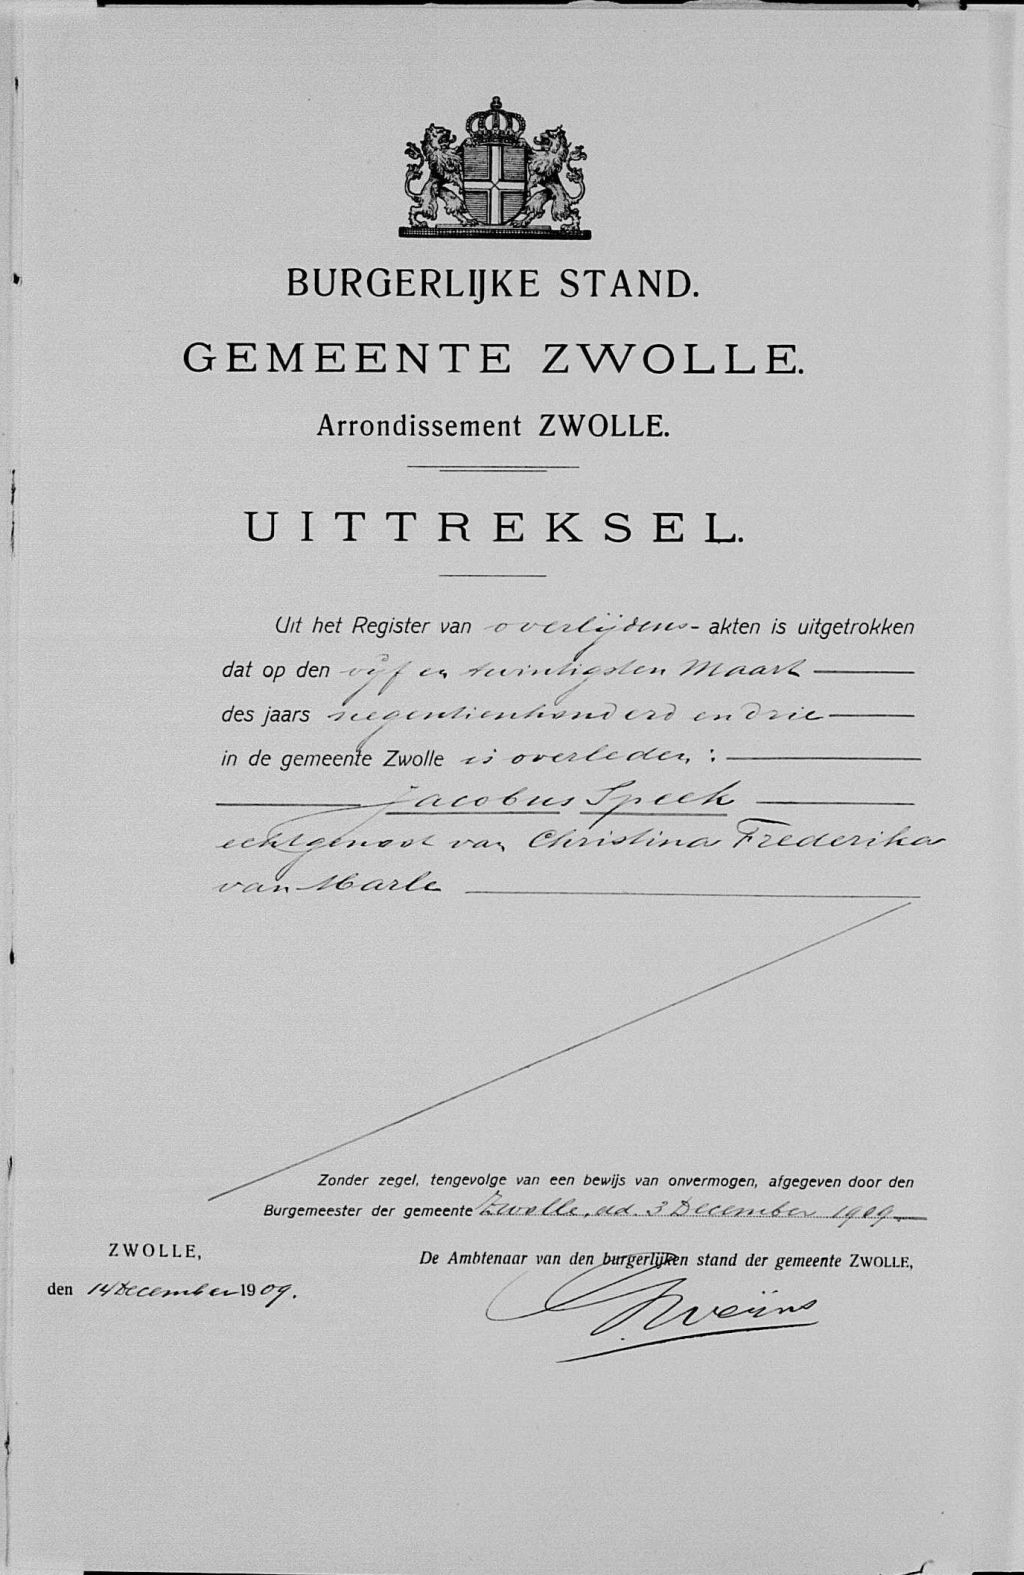 BURGERLIJKE STAND.
GEMEENTE ZWOLLE.
Arrondissement ZWOLLE.
UITTREKSEL.
Uit het Register van overlijdens- akten is uitgetrokken
dat op den vijf en twintigsten Maart
des jaars negentienhonderd en drie
in de gemeente Zwolle is overleden:
Jacobus Speek
echtgenoot van Christina Frederika
van Marle
Zonder zegel, tengevolge van een bewijs van onvermogen, afgegeven door den
Burgemeester der gemeente Zwolle, dd. 3 December 1909
ZWOLLE,
De Ambtenaar van den burgerlijken stand der gemeente ZWOLLE,
den 14 December 1909.